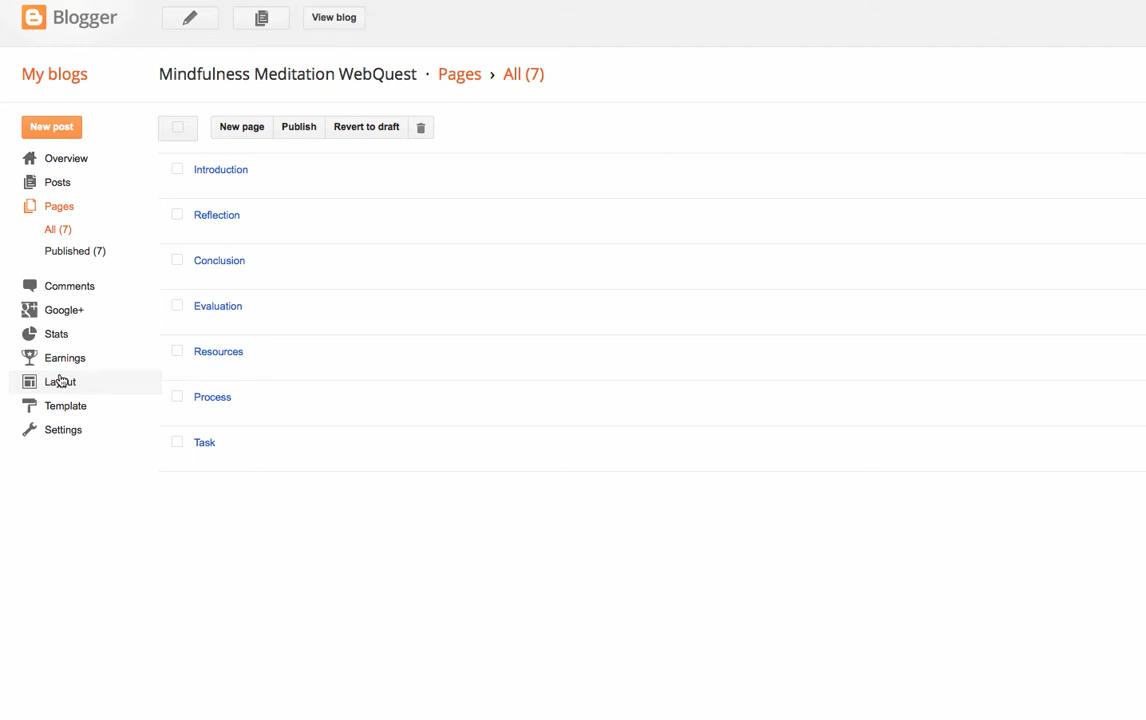 Blogger
View blog
My blogs
Mindfulness Meditation WebQuest · Pages › All (7)
New post
New page Publish Revert to draft
Overview
Posts
Pages
All (7)
Published (7)
Comments
Google+
Stats
Earnings
Layout
Template
Settings
Introduction
Reflection
Conclusion
Evaluation
Resources
Process
Task